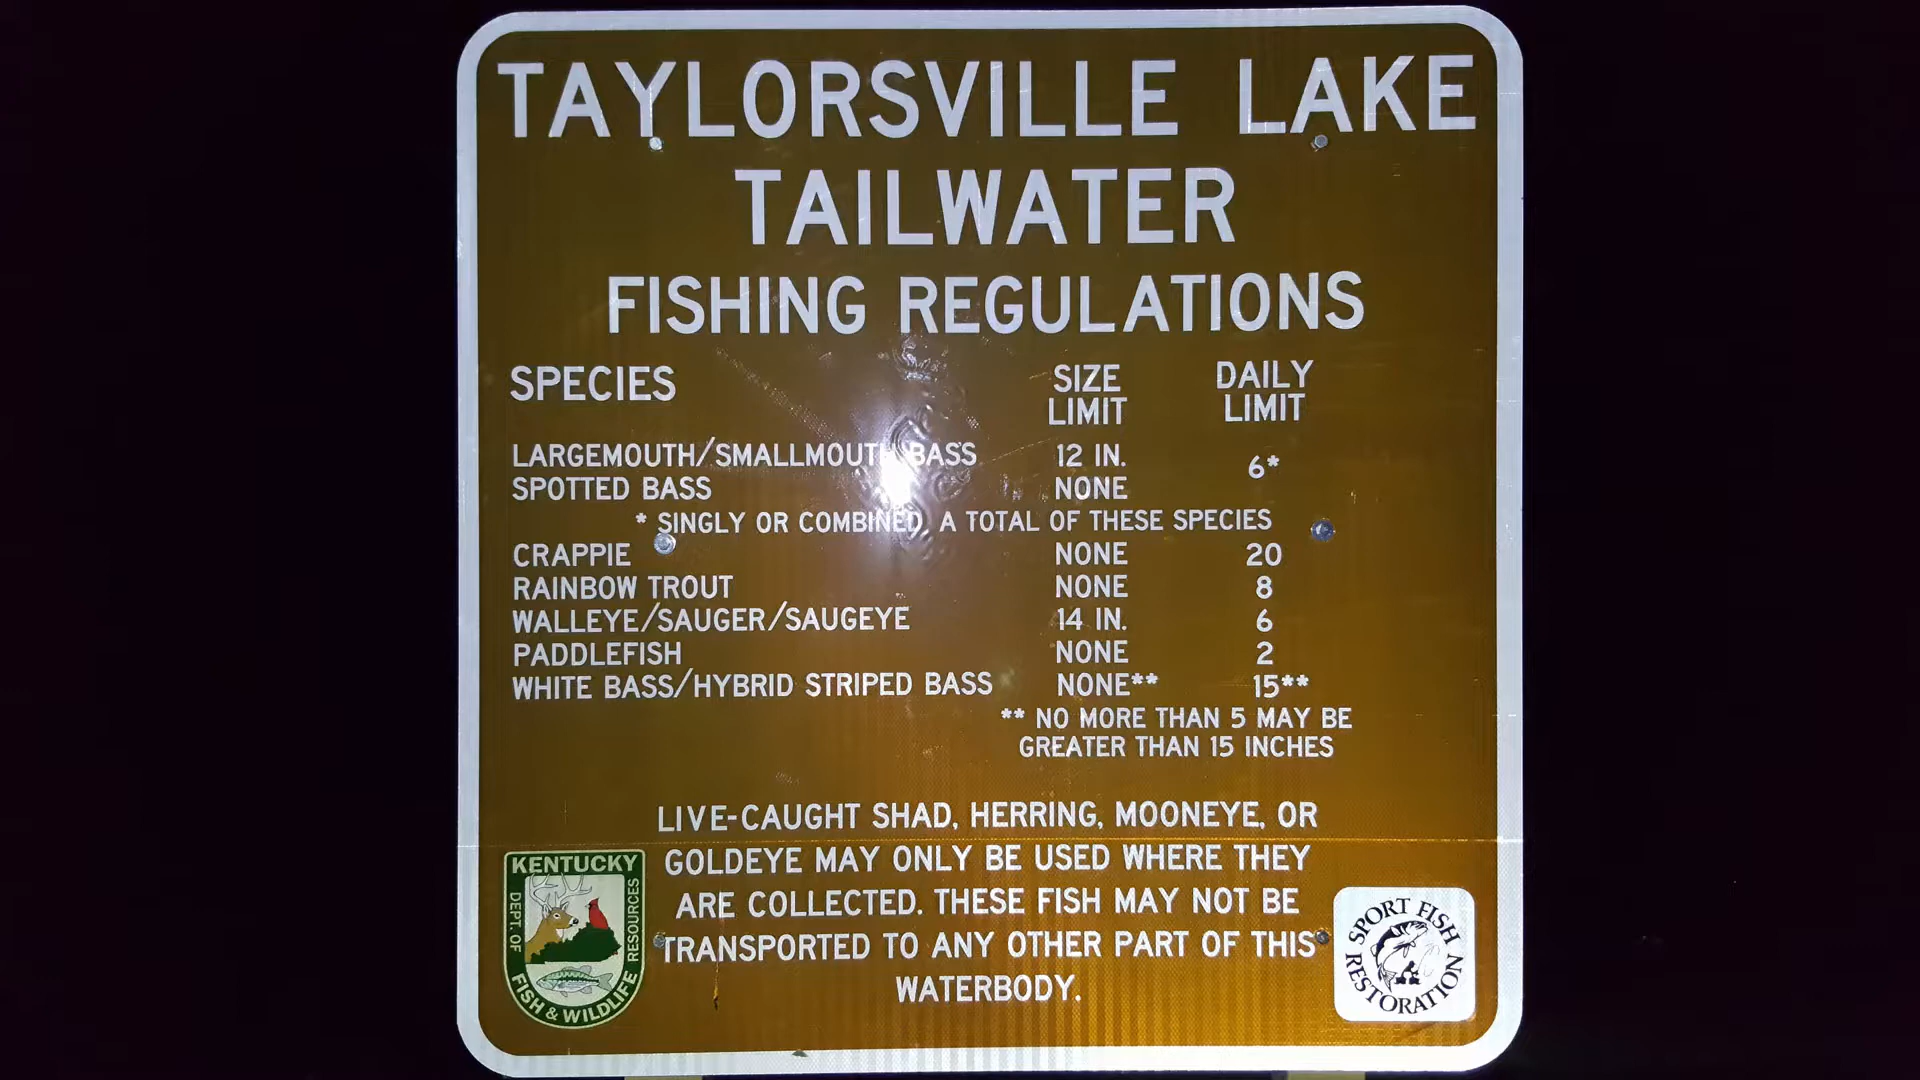 TAYLORSVILLE LAKE
TAILWATER
FISHING REGULATIONS
SPECIES SIZE LIMIT DAILY LIMIT
LARGEMOUTH/SMALLMOUTH BASS 12 IN. 6*
SPOTTED BASS NONE
* SINGLY OR COMBINED, A TOTAL OF THESE SPECIES
CRAPPIE NONE 20
RAINBOW TROUT NONE 8
WALLEYE/SAUGER/SAUGEYE 14 IN. 6
PADDLEFISH NONE 2
WHITE BASS/HYBRID STRIPED BASS NONE** 15**
** NO MORE THAN 5 MAY BE
GREATER THAN 15 INCHES
LIVE-CAUGHT SHAD, HERRING, MOONEYE, OR
GOLDEYE MAY ONLY BE USED WHERE THEY
ARE COLLECTED. THESE FISH MAY NOT BE
TRANSPORTED TO ANY OTHER PART OF THIS
WATERBODY.
KENTUCKY
DEPT. OF
FISH & WILDLIFE
RESOURCES
SPORT FISH
RESTORATION